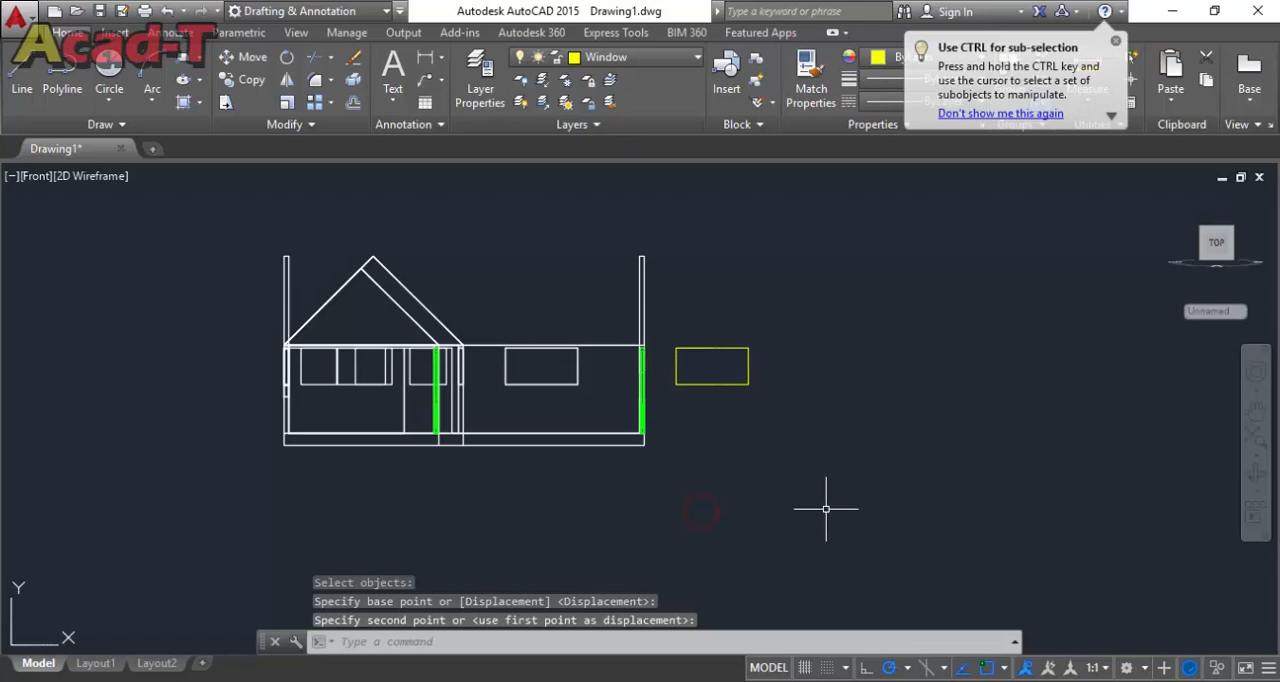 Drafting & Annotation
Autodesk AutoCAD 2015 Drawing1.dwg
Type a keyword or phrase
Sign In
Acad-T
Home
Insert
Annotate
Parametric
View
Manage
Output
Add-ins
Autodesk 360
Express Tools
BIM 360
Featured Apps
Line
Polyline
Circle
Arc
Draw
Move
Copy
Modify
Text
Annotation
Layer
Properties
Window
Layers
Insert
Block
Match
Properties
Properties
Use CTRL for sub-selection
Press and hold the CTRL key and
use the cursor to select a set of
subobjects to manipulate.
Don't show me this again
Paste
Clipboard
Base
View
Drawing1*
[−][Front][2D Wireframe]
TOP
Unnamed
Y
X
Select objects:
Specify base point or [Displacement] <Displacement>:
Specify second point or <use first point as displacement>:
Type a command
Model
Layout1
Layout2
MODEL
1:1